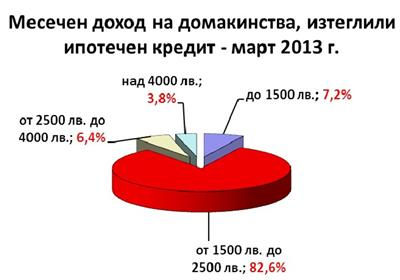 Месечен доход на домакинства, изтеглили
ипотечен кредит - март 2013 г.
над 4000 лв.;
3,8%
до 1500 лв.; 7,2%
от 2500 лв. до
4000 лв.; 6,4%
от 1500 лв. до
2500 лв.; 82,6%